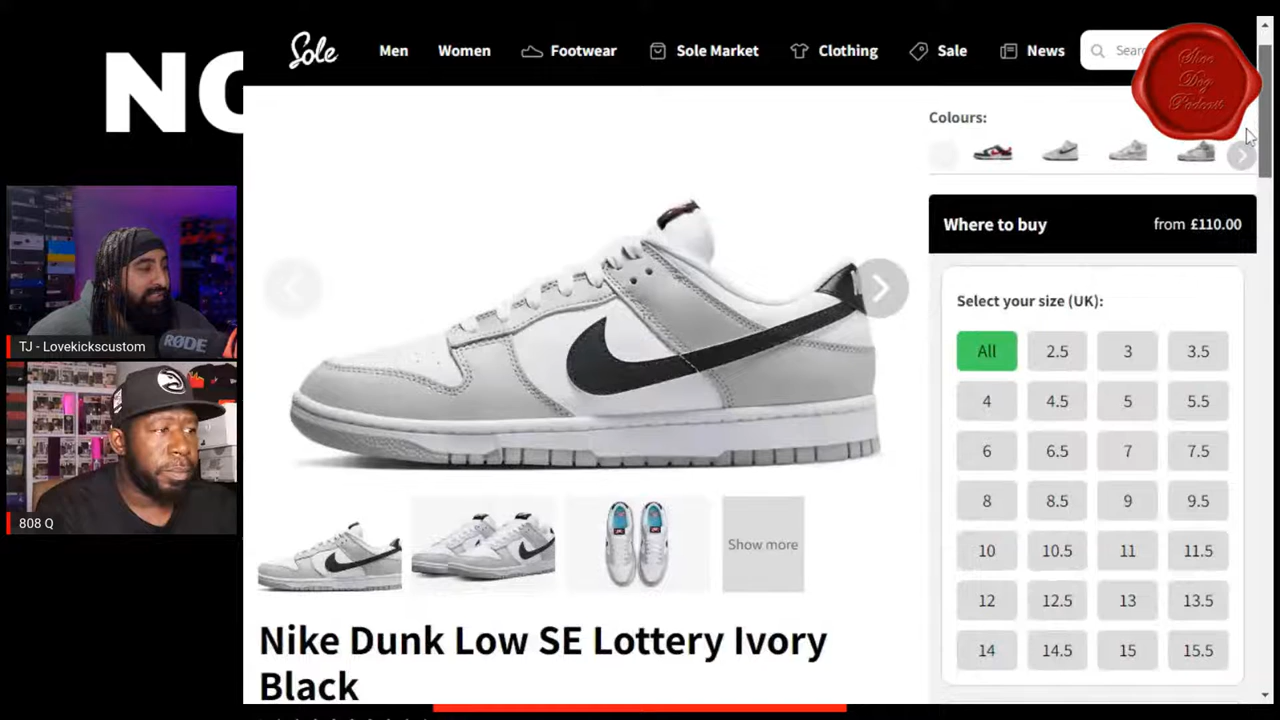 NO
Sole
Men Women Footwear Sole Market Clothing Sale News
Sear
Shoe
Dog
Podcast
Colours:
Where to buy from £110.00
Select your size (UK):
All 2.5 3 3.5
4 4.5 5 5.5
6 6.5 7 7.5
8 8.5 9 9.5
10 10.5 11 11.5
12 12.5 13 13.5
14 14.5 15 15.5
TJ - Lovekickscustom
RØDE
808 Q
Show more
Nike Dunk Low SE Lottery Ivory
Black